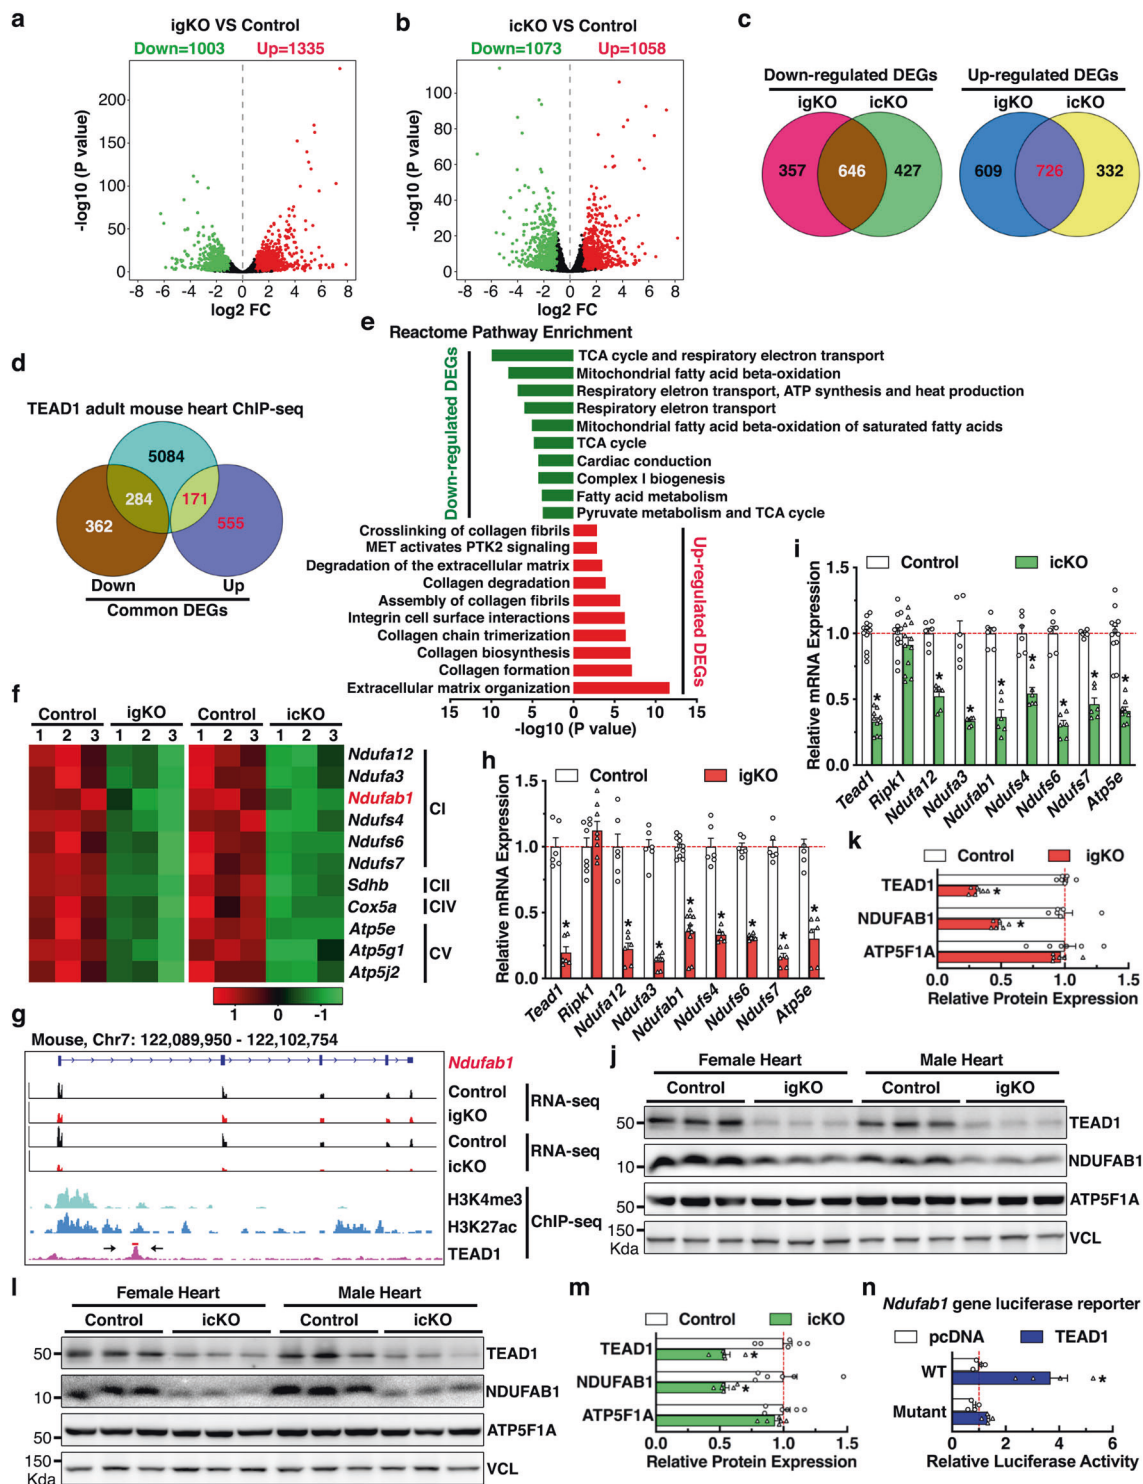 a
igKO VS Control
Down=1003 Up=1335
-log10 (P value)
200
150
100
50
0
-8 -6 -4 -2 0 2 4 6 8
log2 FC
b
icKO VS Control
Down=1073 Up=1058
-log10 (P value)
100
80
60
40
20
0
-8 -6 -4 -2 0 2 4 6 8
log2 FC
c
Down-regulated DEGs Up-regulated DEGs
igKO icKO igKO icKO
357 646 427 609 726 332
d
TEAD1 adult mouse heart ChIP-seq
5084
284 171
362 555
Down Up
Common DEGs
e
Reactome Pathway Enrichment
Down-regulated DEGs
TCA cycle and respiratory electron transport
Mitochondrial fatty acid beta-oxidation
Respiratory eletron transport, ATP synthesis and heat production
Respiratory eletron transport
Mitochondrial fatty acid beta-oxidation of saturated fatty acids
TCA cycle
Cardiac conduction
Complex I biogenesis
Fatty acid metabolism
Pyruvate metabolism and TCA cycle
Up-regulated DEGs
Crosslinking of collagen fibrils
MET activates PTK2 signaling
Degradation of the extracellular matrix
Collagen degradation
Assembly of collagen fibrils
Integrin cell surface interactions
Collagen chain trimerization
Collagen biosynthesis
Collagen formation
Extracellular matrix organization
15 10 5 0 5 10 15
-log10 (P value)
f
Control igKO Control icKO
1 2 3 1 2 3 1 2 3 1 2 3
Ndufa12
Ndufa3
Ndufab1
Ndufs4
Ndufs6
Ndufs7
Sdhb
Cox5a
Atp5e
Atp5g1
Atp5j2
CI
CII
CIV
CV
1 0 -1
g
Mouse, Chr7: 122,089,950 - 122,102,754
Ndufab1
Control
igKO
RNA-seq
Control
icKO
RNA-seq
H3K4me3
H3K27ac
TEAD1
ChIP-seq
h
Control igKO
Relative mRNA Expression
1.5
1.0
0.5
0.0
* * * * * * * *
Tead1 Ripk1 Ndufa12 Ndufa3 Ndufab1 Ndufs4 Ndufs6 Ndufs7 Atp5e
i
Control icKO
Relative mRNA Expression
1.5
1.0
0.5
0.0
* * * * * * * *
Tead1 Ripk1 Ndufa12 Ndufa3 Ndufab1 Ndufs4 Ndufs6 Ndufs7 Atp5e
j
Female Heart Male Heart
Control igKO Control igKO
50 TEAD1
10 NDUFAB1
50 ATP5F1A
150 VCL
Kda
k
Control igKO
TEAD1 *
NDUFAB1 *
ATP5F1A
0.0 0.5 1.0 1.5
Relative Protein Expression
l
Female Heart Male Heart
Control icKO Control icKO
50 TEAD1
10 NDUFAB1
50 ATP5F1A
150 VCL
Kda
m
Control icKO
TEAD1 *
NDUFAB1 *
ATP5F1A
0.0 0.5 1.0 1.5
Relative Protein Expression
n
Ndufab1 gene luciferase reporter
pcDNA TEAD1
WT *
Mutant
0 2 4 6
Relative Luciferase Activity